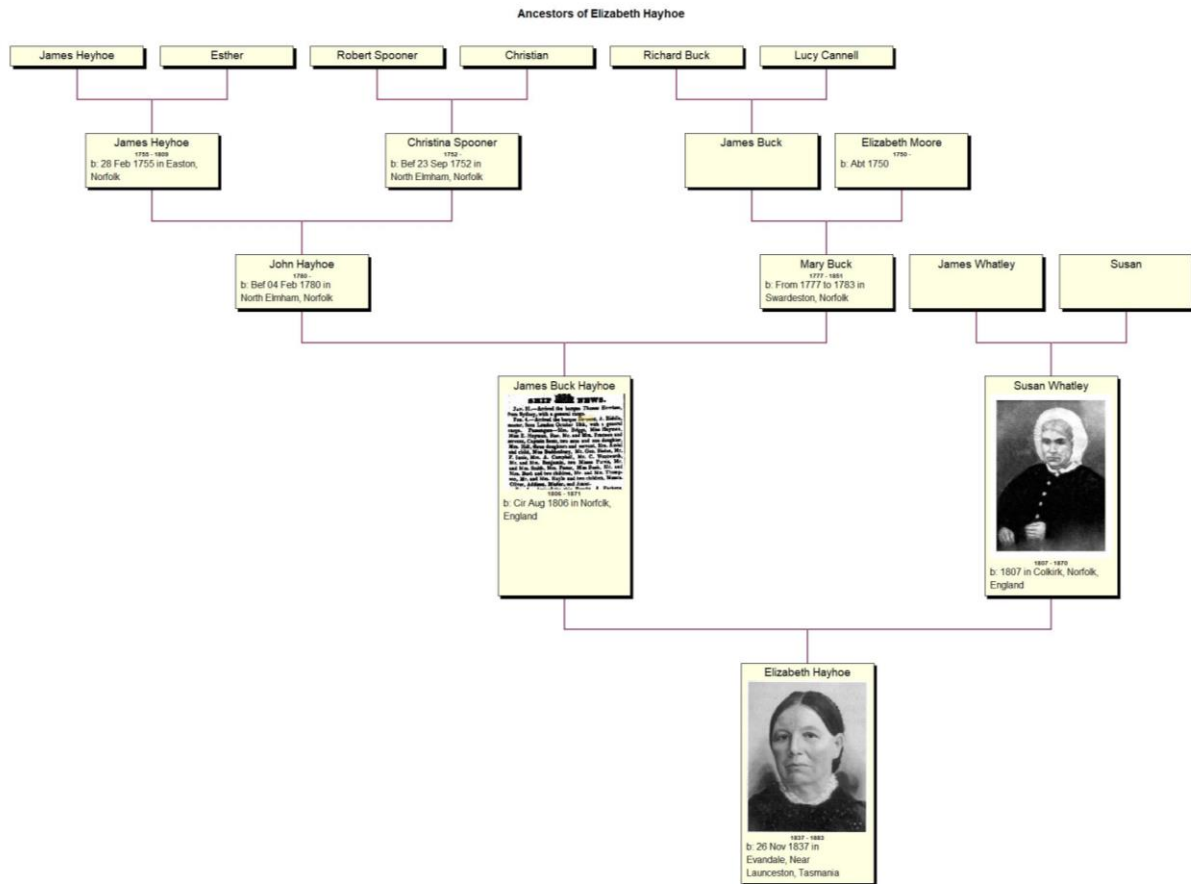 Ancestors of Elizabeth Hayhoe
James Heyhoe
Esther
Robert Spooner
Christian
Richard Buck
Lucy Cannell
James Heyhoe
b: 28 Feb 1755 in Easton,
Norfolk
Christina Spooner
1752 -
b: Bef 23 Sep 1752 in
North Elmham, Norfolk
James Buck
Elizabeth Moore
1750 -
b: Abt 1750
John Hayhoe
1780 -
b: Bef 04 Feb 1780 in
North Elmham, Norfolk
Mary Buck
1777 - 1851
b: From 1777 to 1783 in
Swardeston, Norfolk
James Whatley
Susan
James Buck Hayhoe
SHIP NEWS.
1806 - 1871
b: Cir Aug 1806 in Norfolk,
England
Susan Whatley
1807 - 1870
b: 1807 in Colkirk, Norfolk,
England
Elizabeth Hayhoe
1837 - 1883
b: 26 Nov 1837 in
Evandale, Near
Launceston, Tasmania